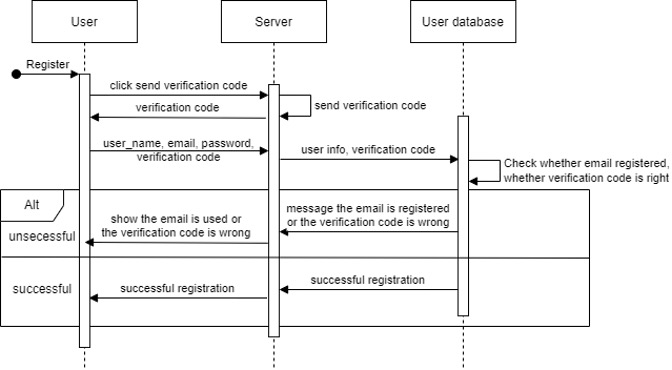 User
Server
User database
Register
click send verification code
send verification code
verification code
user_name, email, password,
verification code
user info, verification code
Check whether email registered,
whether verification code is right
Alt
message the email is registered
or the verification code is wrong
show the email is used or
the verification code is wrong
unsecessful
successful registration
successful
successful registration